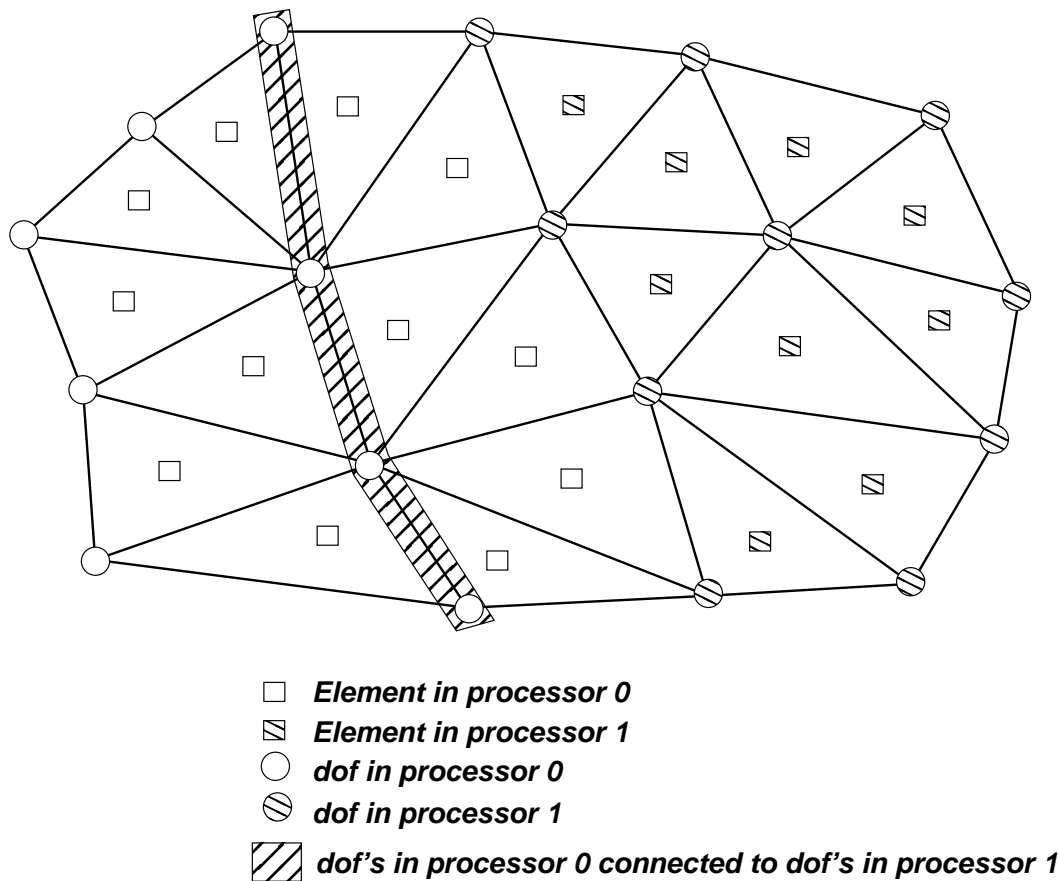 Element in processor 0
Element in processor 1
dof in processor 0
dof in processor 1
dof's in processor 0 connected to dof's in processor 1